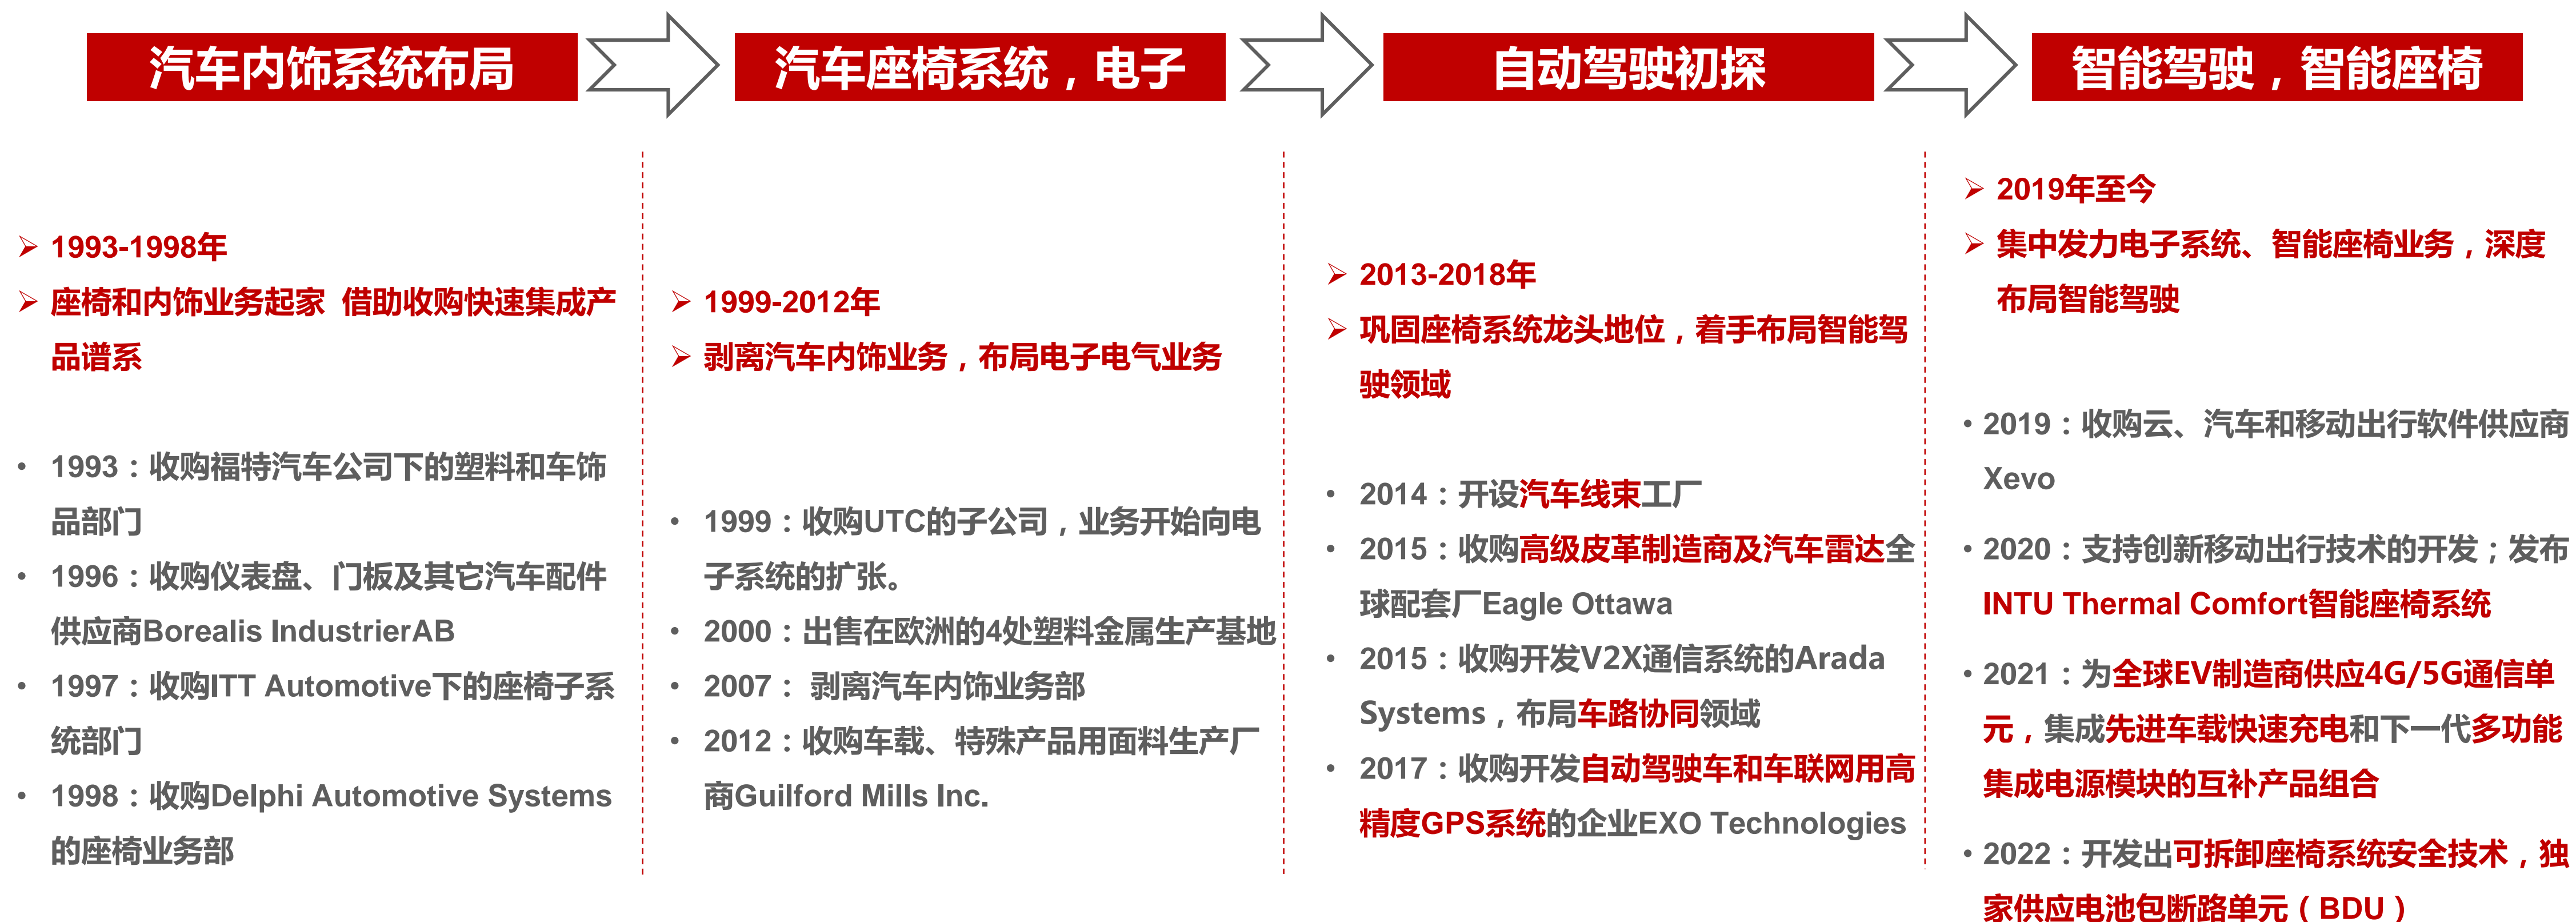 汽车内饰系统布局
汽车座椅系统，电子
自动驾驶初探
智能驾驶，智能座椅
1993-1998年
座椅和内饰业务起家 借助收购快速集成产
品谱系
• 1993：收购福特汽车公司下的塑料和车饰
品部门
• 1996：收购仪表盘、门板及其它汽车配件
供应商Borealis IndustrierAB
• 1997：收购ITT Automotive下的座椅子系
统部门
• 1998：收购Delphi Automotive Systems
的座椅业务部
1999-2012年
剥离汽车内饰业务，布局电子电气业务
• 1999：收购UTC的子公司，业务开始向电
子系统的扩张。
• 2000：出售在欧洲的4处塑料金属生产基地
• 2007： 剥离汽车内饰业务部
• 2012：收购车载、特殊产品用面料生产厂
商Guilford Mills Inc.
2013-2018年
巩固座椅系统龙头地位，着手布局智能驾
驶领域
• 2014：开设汽车线束工厂
• 2015：收购高级皮革制造商及汽车雷达全
球配套厂Eagle Ottawa
• 2015：收购开发V2X通信系统的Arada
Systems，布局车路协同领域
• 2017：收购开发自动驾驶车和车联网用高
精度GPS系统的企业EXO Technologies
2019年至今
集中发力电子系统、智能座椅业务，深度
布局智能驾驶
• 2019：收购云、汽车和移动出行软件供应商
Xevo
• 2020：支持创新移动出行技术的开发；发布
INTU Thermal Comfort智能座椅系统
• 2021：为全球EV制造商供应4G/5G通信单
元，集成先进车载快速充电和下一代多功能
集成电源模块的互补产品组合
• 2022：开发出可拆卸座椅系统安全技术，独
家供应电池包断路单元（BDU）